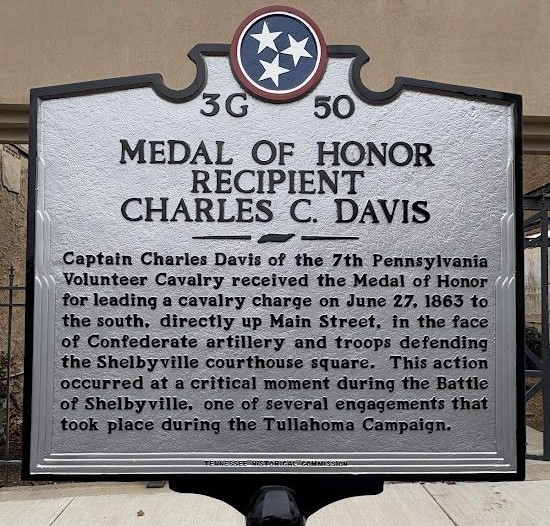 3G 50
MEDAL OF HONOR
RECIPIENT
CHARLES C. DAVIS
Captain Charles Davis of the 7th Pennsylvania
Volunteer Cavalry received the Medal of Honor
for leading a cavalry charge on June 27, 1863 to
the south, directly up Main Street, in the face
of Confederate artillery and troops defending
the Shelbyville courthouse square. This action
occurred at a critical moment during the Battle
of Shelbyville, one of several engagements that
took place during the Tullahoma Campaign.
TENNESSEE HISTORICAL COMMISSION